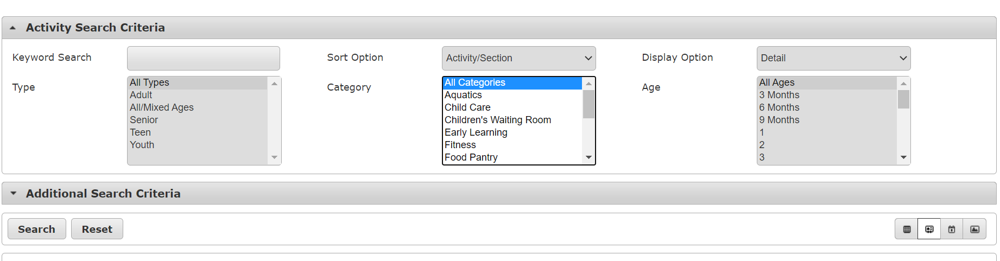 Activity Search Criteria
Keyword Search
Sort Option
Activity/Section
Display Option
Detail
Type
All Types
Adult
All/Mixed Ages
Senior
Teen
Youth
Category
All Categories
Aquatics
Child Care
Children's Waiting Room
Early Learning
Fitness
Food Pantry
Age
All Ages
3 Months
6 Months
9 Months
1
2
3
Additional Search Criteria
Search
Reset